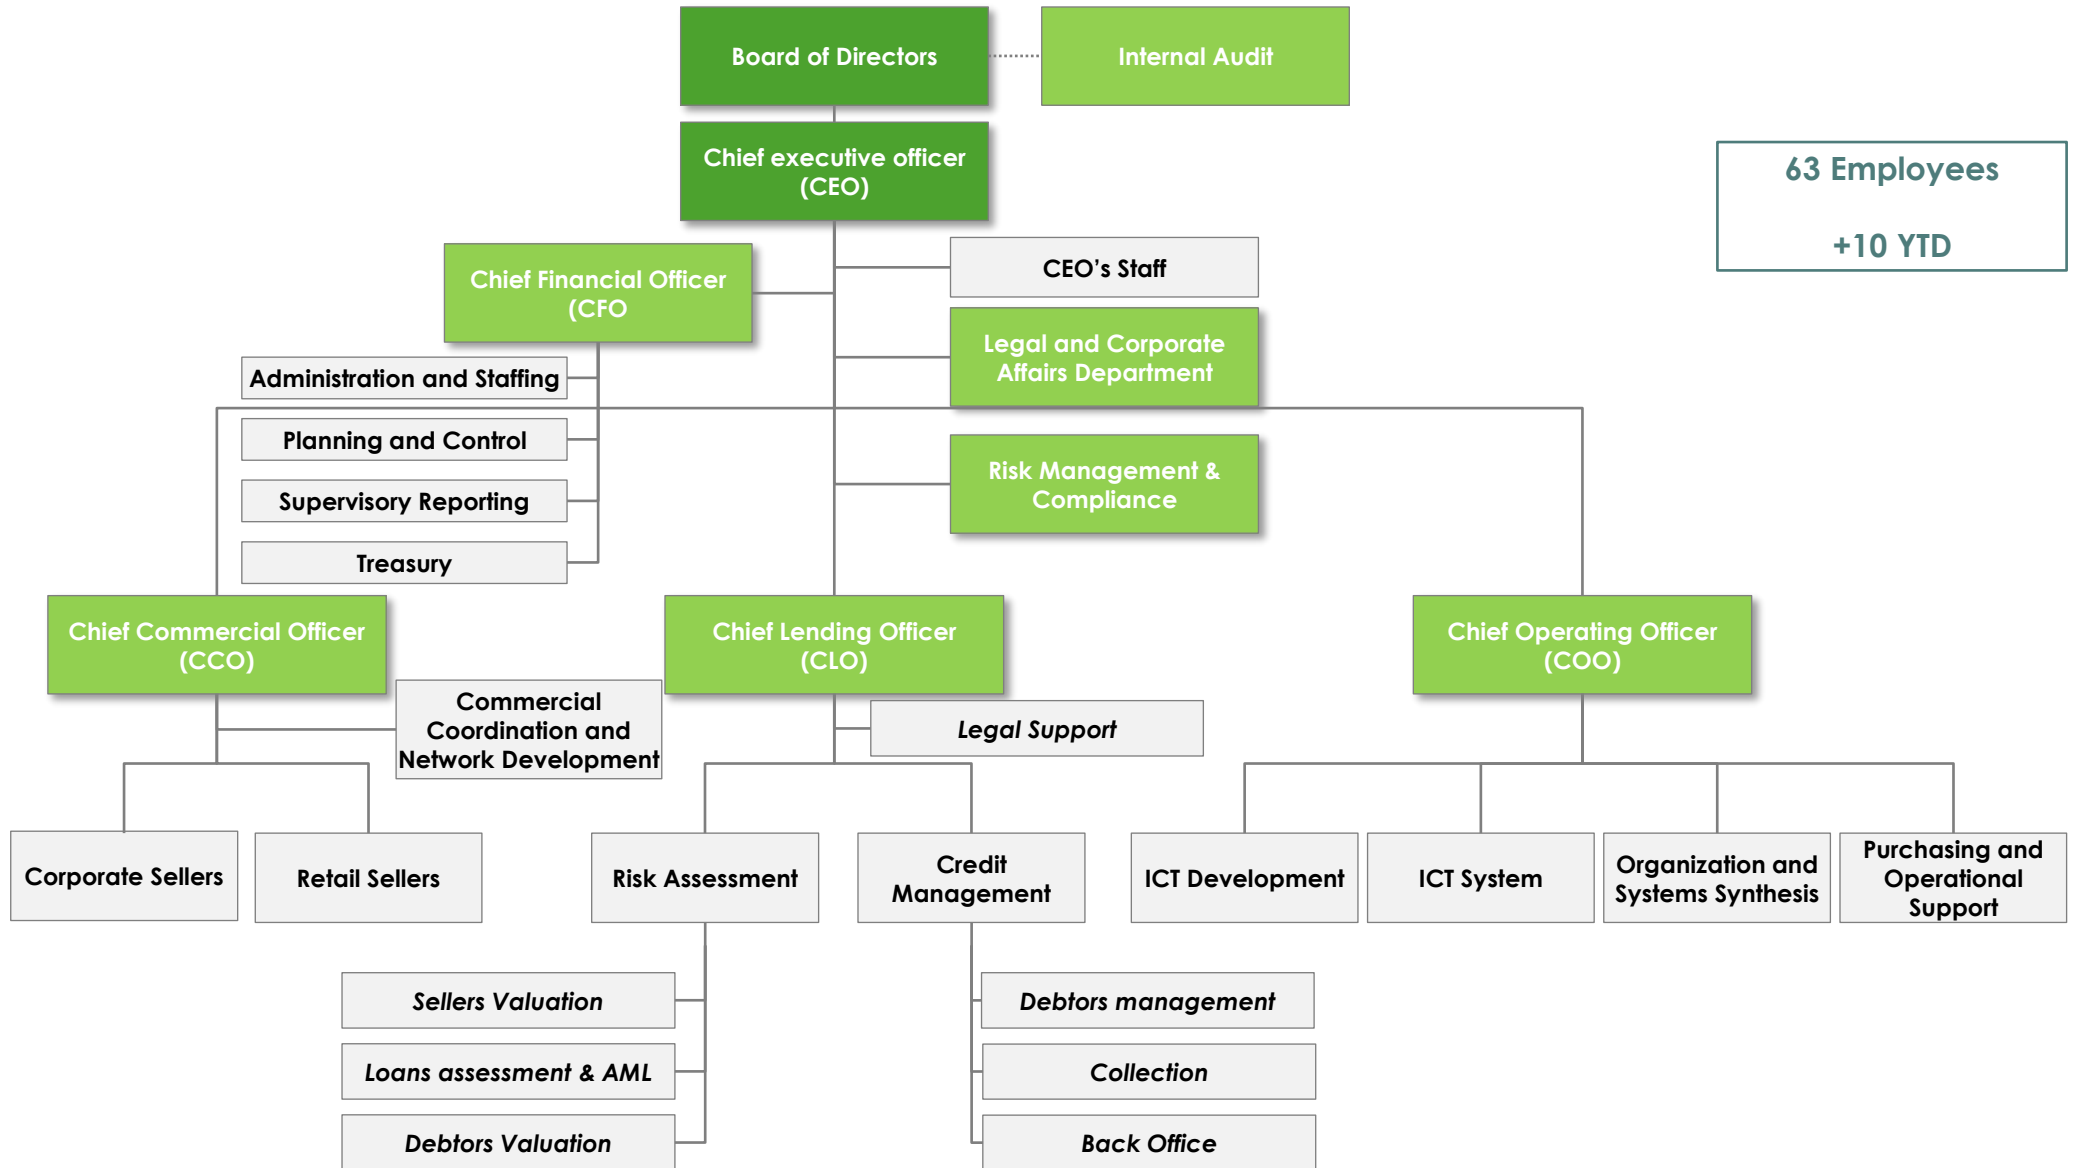 Board of Directors
Internal Audit
Chief executive officer
(CEO)
63 Employees
+10 YTD
Chief Financial Officer
(CFO
CEO’s Staff
Legal and Corporate
Affairs Department
Administration and Staffing
Planning and Control
Risk Management &
Compliance
Supervisory Reporting
Treasury
Chief Commercial Officer
(CCO)
Chief Lending Officer
(CLO)
Chief Operating Officer
(COO)
Commercial
Coordination and
Network Development
Legal Support
Corporate Sellers
Retail Sellers
Risk Assessment
Credit
Management
ICT Development
ICT System
Organization and
Systems Synthesis
Purchasing and
Operational
Support
Sellers Valuation
Loans assessment & AML
Debtors Valuation
Debtors management
Collection
Back Office